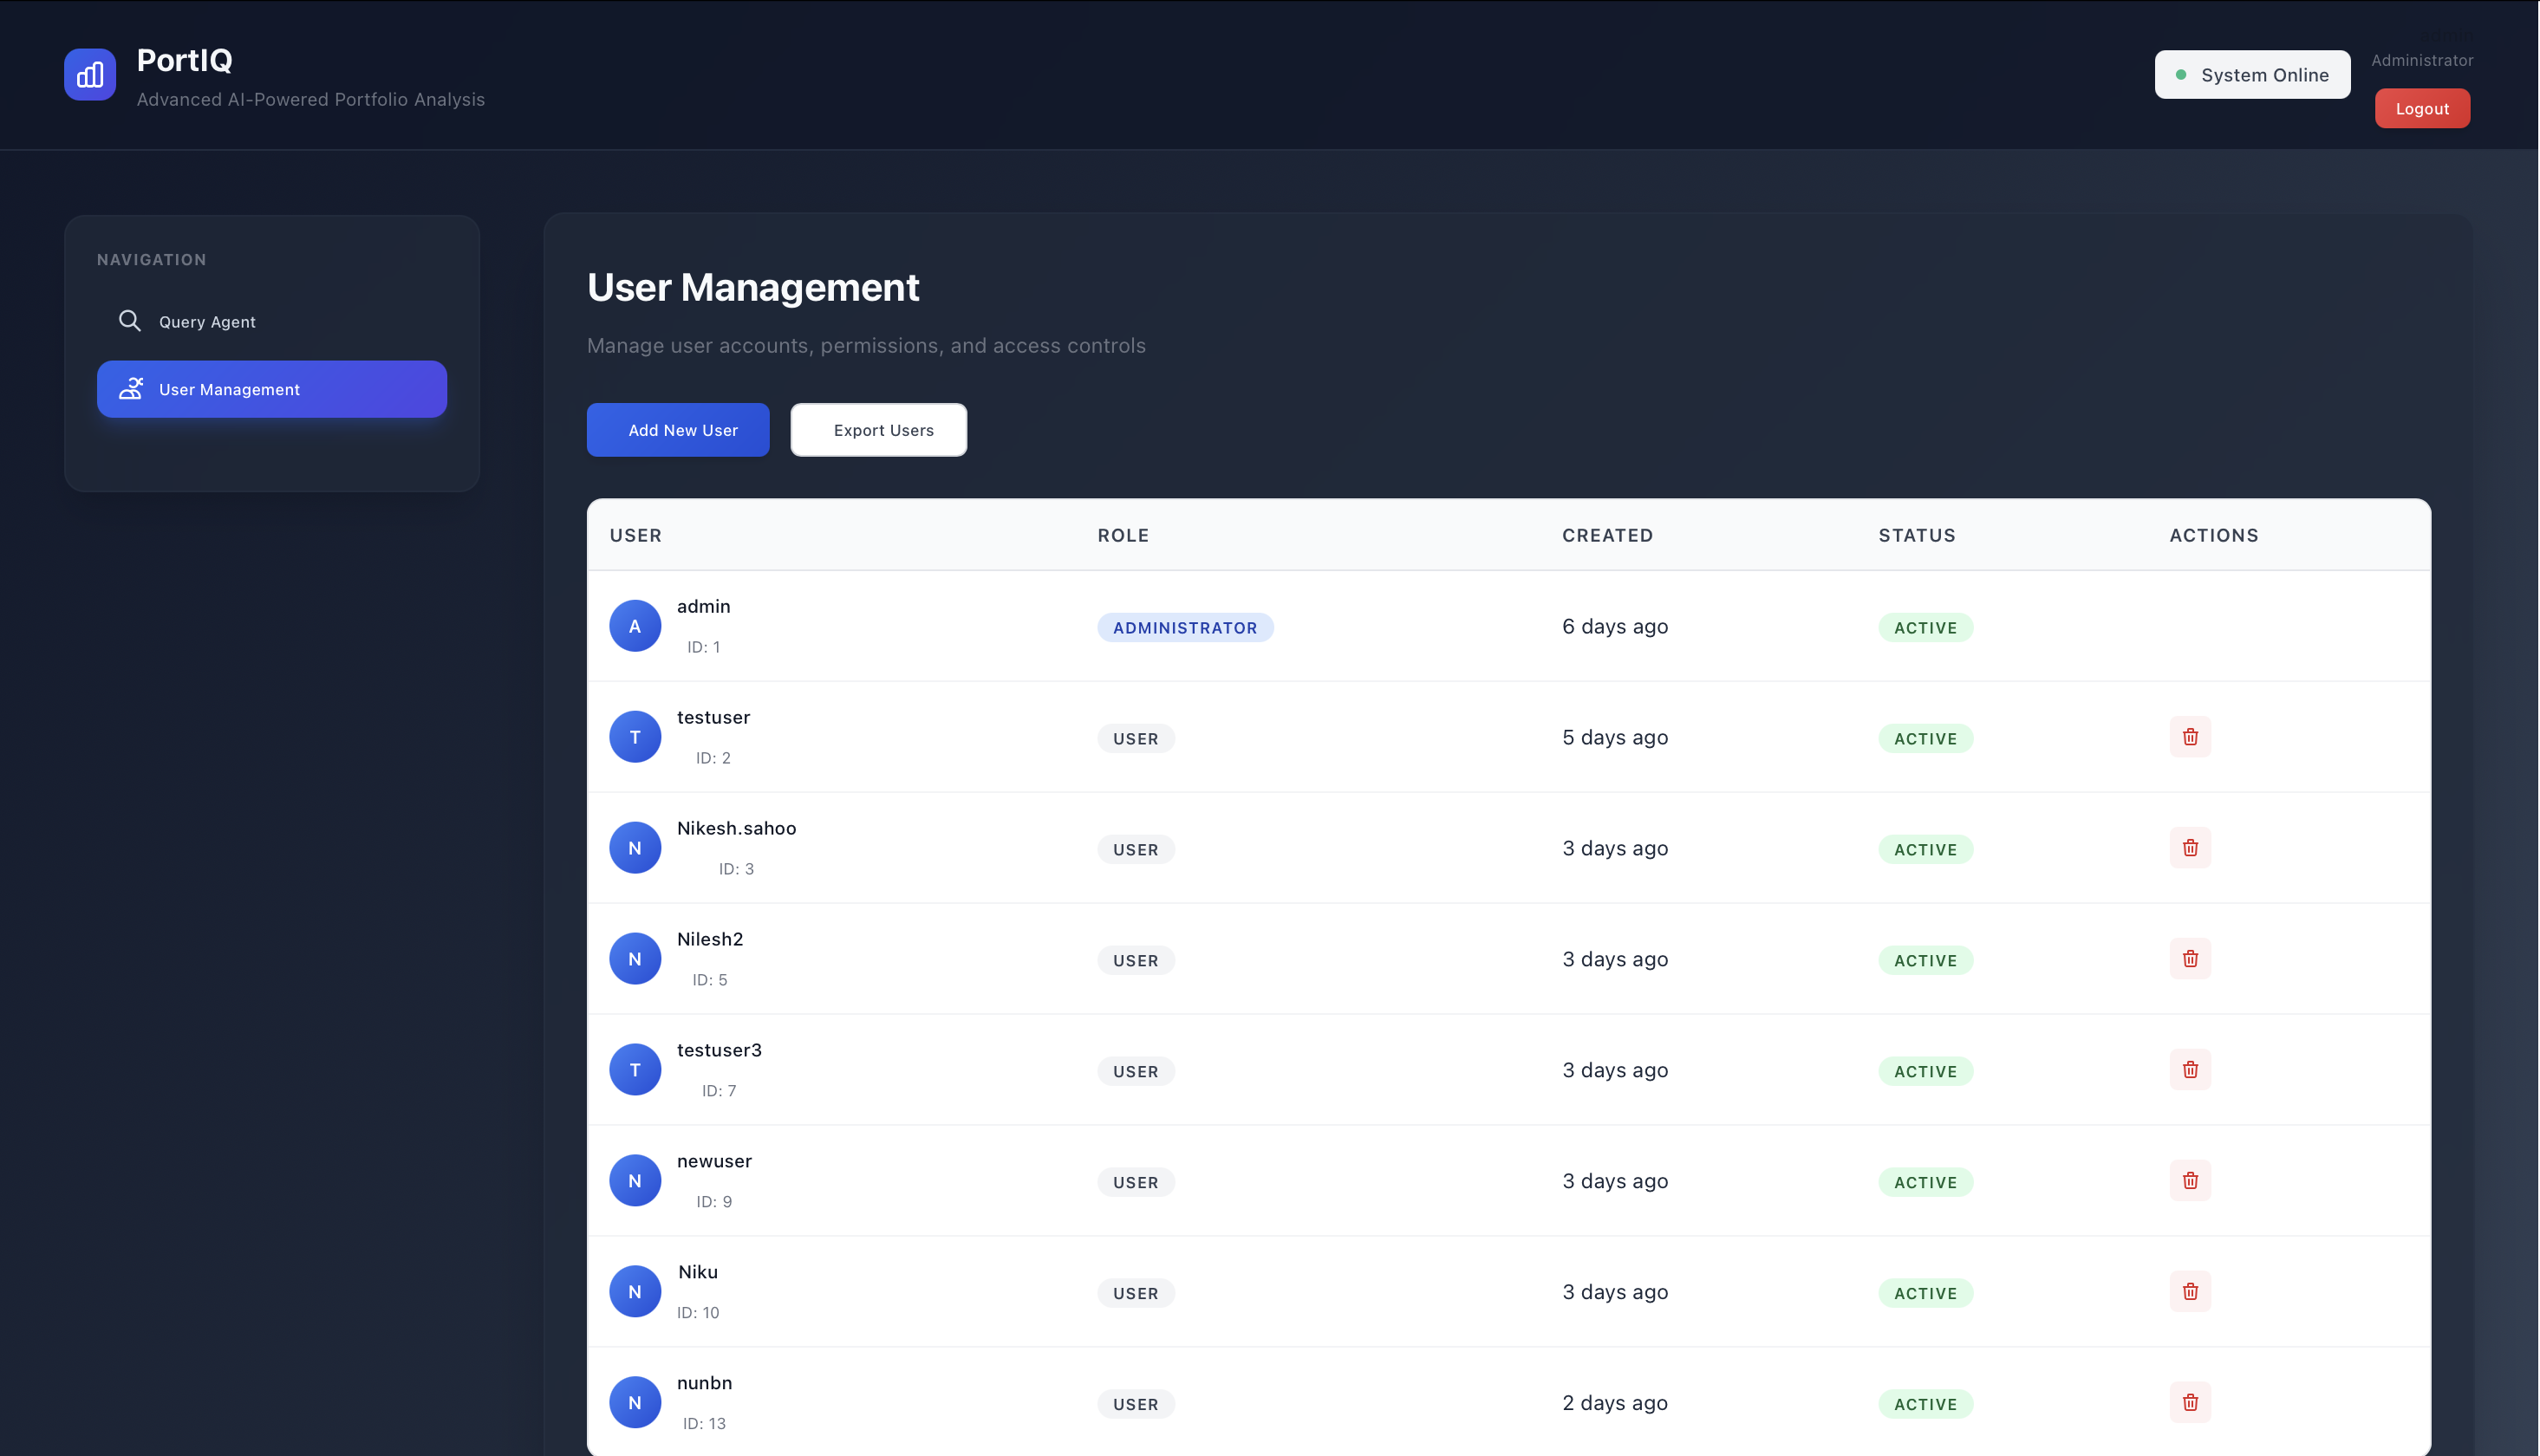 PortIQ
Advanced AI-Powered Portfolio Analysis
System Online
Administrator
Logout
NAVIGATION
Query Agent
User Management
User Management
Manage user accounts, permissions, and access controls
Add New User
Export Users
USER ROLE CREATED STATUS ACTIONS
A admin
ID: 1
ADMINISTRATOR 6 days ago ACTIVE
T testuser
ID: 2
USER 5 days ago ACTIVE
N Nikesh.sahoo
ID: 3
USER 3 days ago ACTIVE
N Nilesh2
ID: 5
USER 3 days ago ACTIVE
T testuser3
ID: 7
USER 3 days ago ACTIVE
N newuser
ID: 9
USER 3 days ago ACTIVE
N Niku
ID: 10
USER 3 days ago ACTIVE
N nunbn
ID: 13
USER 2 days ago ACTIVE